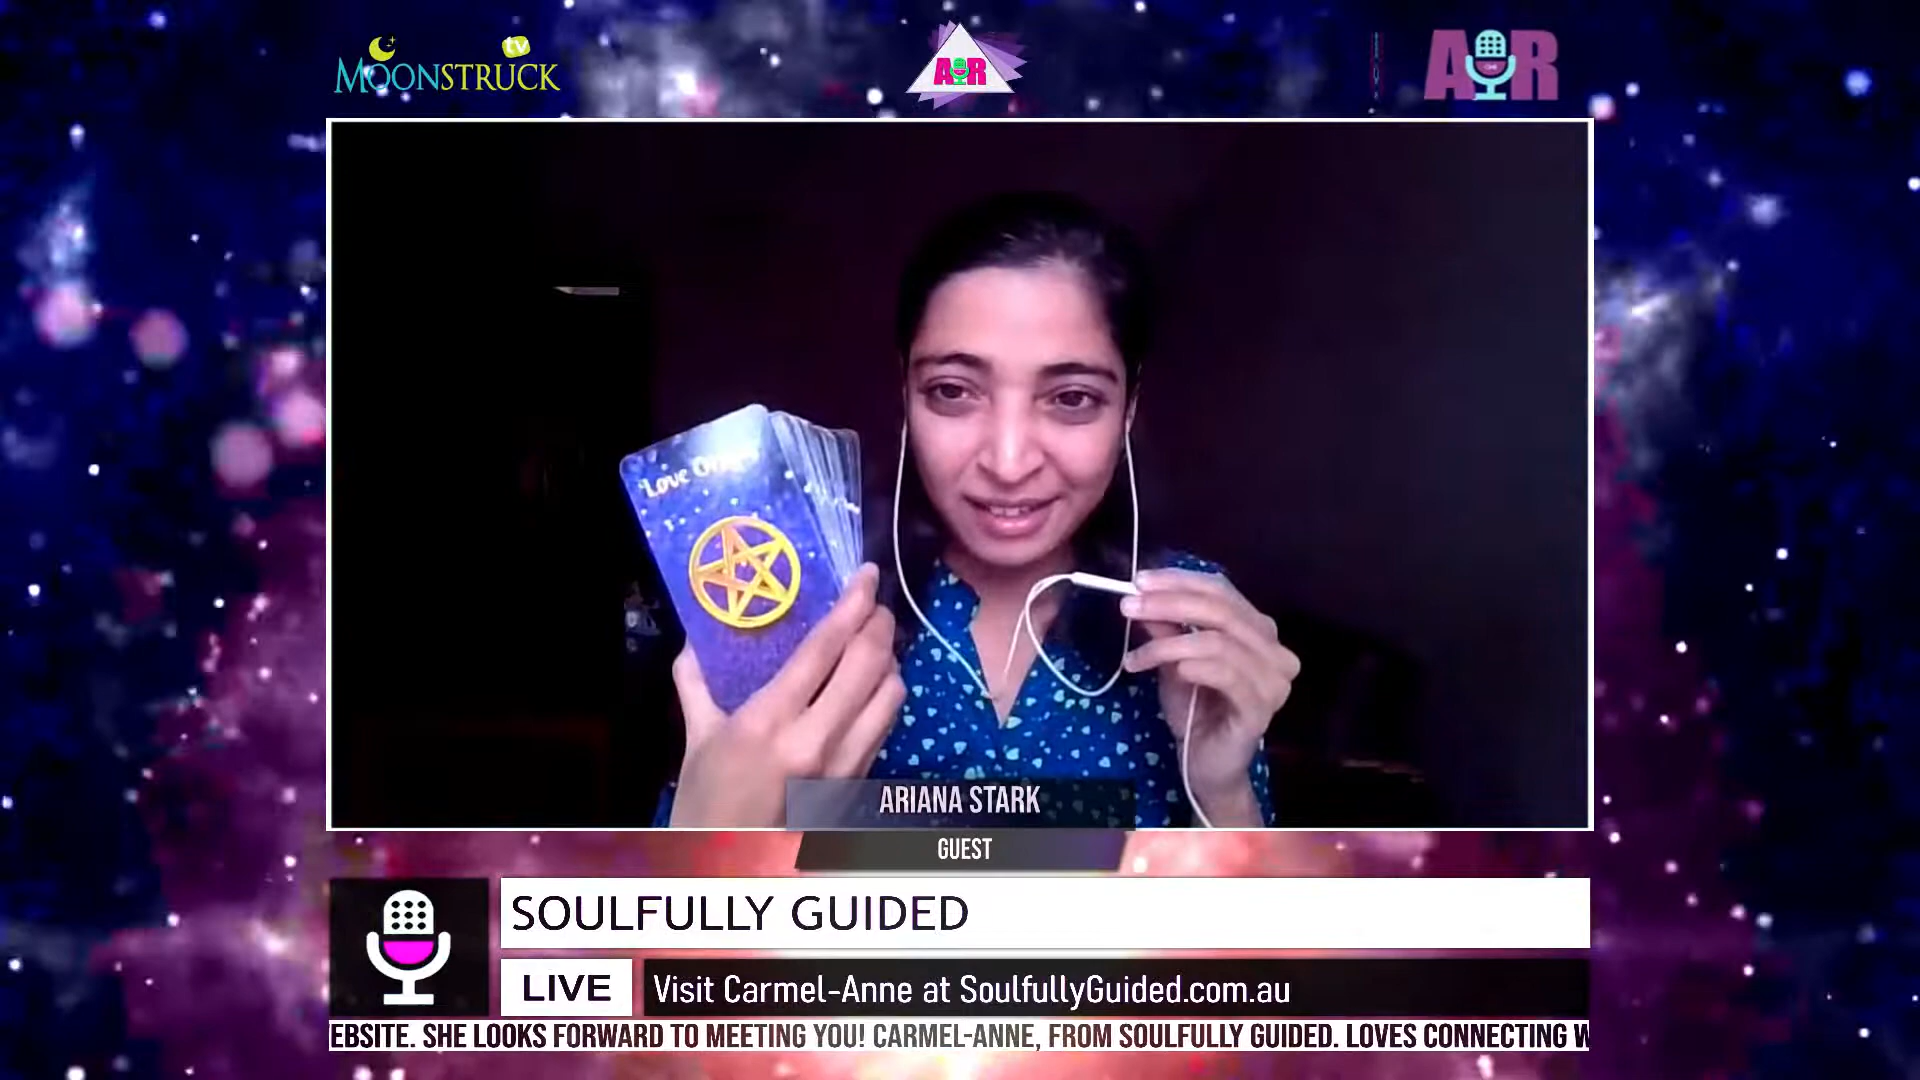 MOONSTRUCK tv
AIR
AIR
Love
ARIANA STARK
GUEST
SOULFULLY GUIDED
LIVE
Visit Carmel-Anne at SoulfullyGuided.com.au
EBSITE. SHE LOOKS FORWARD TO MEETING YOU! CARMEL-ANNE, FROM SOULFULLY GUIDED. LOVES CONNECTING W